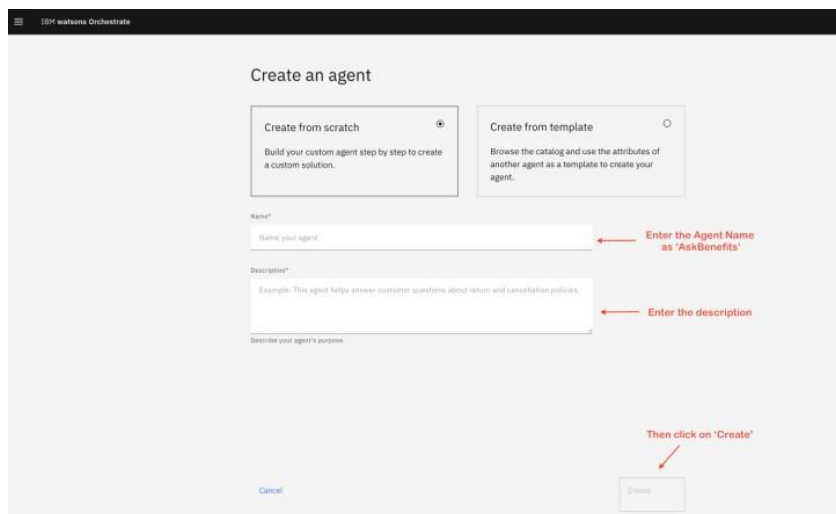 IBM watsonx Orchestrate
Create an agent
Create from scratch
Build your custom agent step by step to create
a custom solution.
Create from template
Browse the catalog and use the attributes of
another agent as a template to create your
agent.
Name*
Name your agent
Enter the Agent Name
as 'AskBenefits'
Description*
Example: This agent helps answer customer questions about return and cancellation policies.
Enter the description
Describe your agent's purpose.
Then click on 'Create'
Cancel
Create